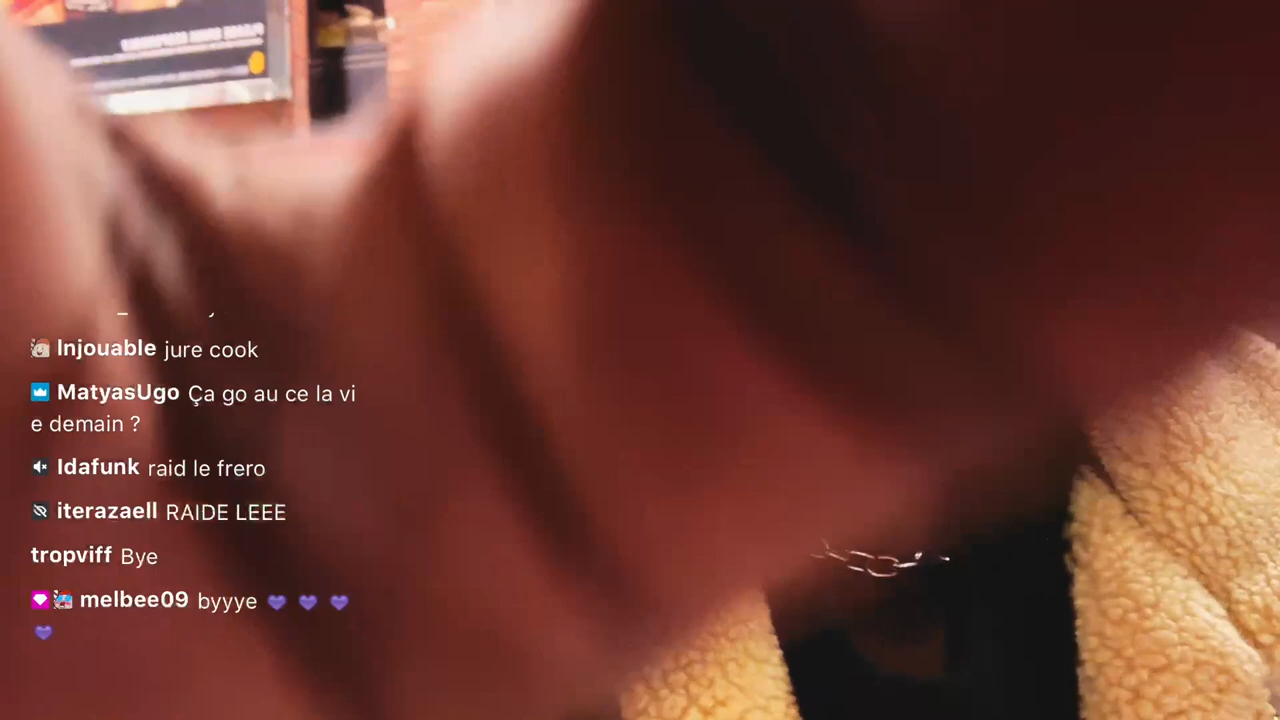 Injouable jure cook
MatyasUgo Ça go au ce la vi
e demain ?
Idafunk raid le frero
iterazaell RAIDE LEEE
tropviff Bye
melbee09 byyye 💜 💜 💜
💜